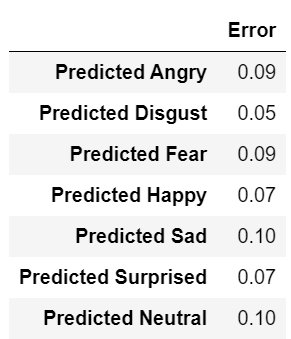 Error
Predicted Angry 0.09
Predicted Disgust 0.05
Predicted Fear 0.09
Predicted Happy 0.07
Predicted Sad 0.10
Predicted Surprised 0.07
Predicted Neutral 0.10